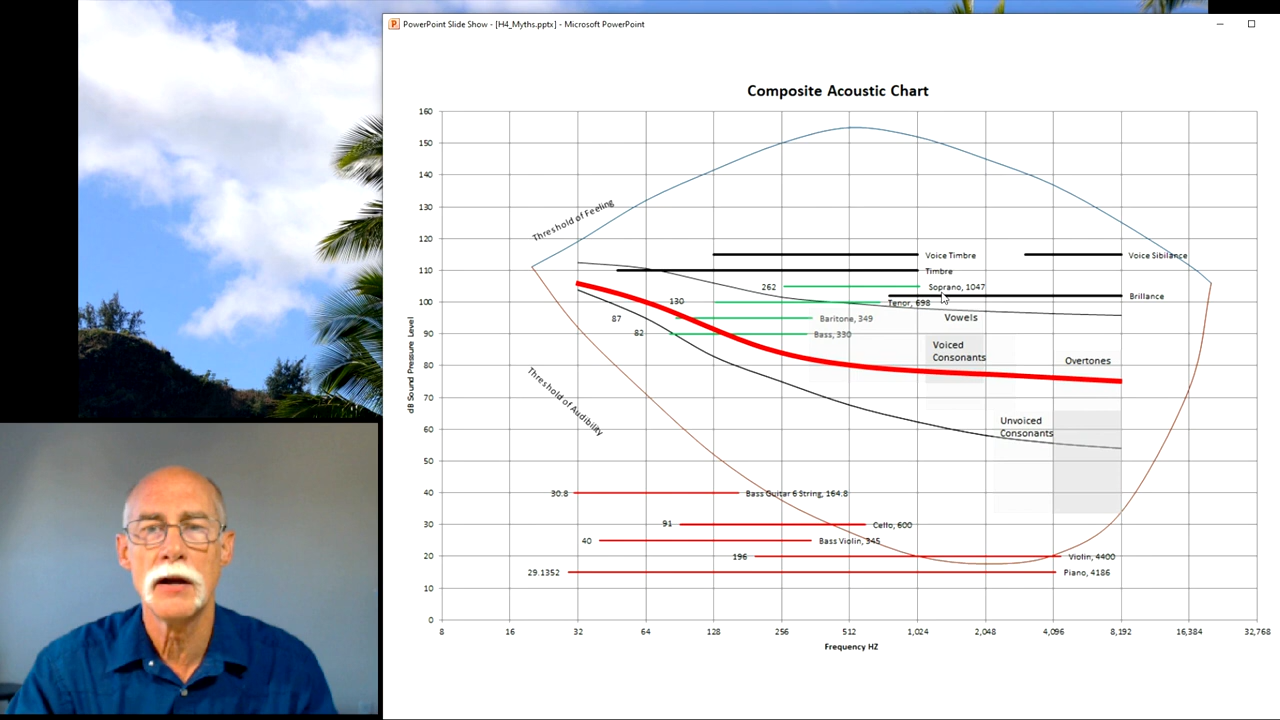 PowerPoint Slide Show - [H4_Myths.pptx] - Microsoft PowerPoint
Composite Acoustic Chart
160
150
140
130
120
110
100
90
80
70
60
50
40
30
20
10
0
dB Sound Pressure Level
Threshold of Feeling
Voice Timbre
Voice Sibilance
Timbre
262
Soprano, 1047
Brillance
130
Tenor, 698
87
Baritone, 349
Vowels
82
Bass, 330
Voiced
Consonants
Overtones
Threshold of Audibility
Unvoiced
Consonants
30.8
Bass Guitar 6 String, 164.8
91
Cello, 600
40
Bass Violin, 345
196
Violin, 4400
29.1352
Piano, 4186
8
16
32
64
128
256
512
1,024
2,048
4,096
8,192
16,384
32,768
Frequency HZ